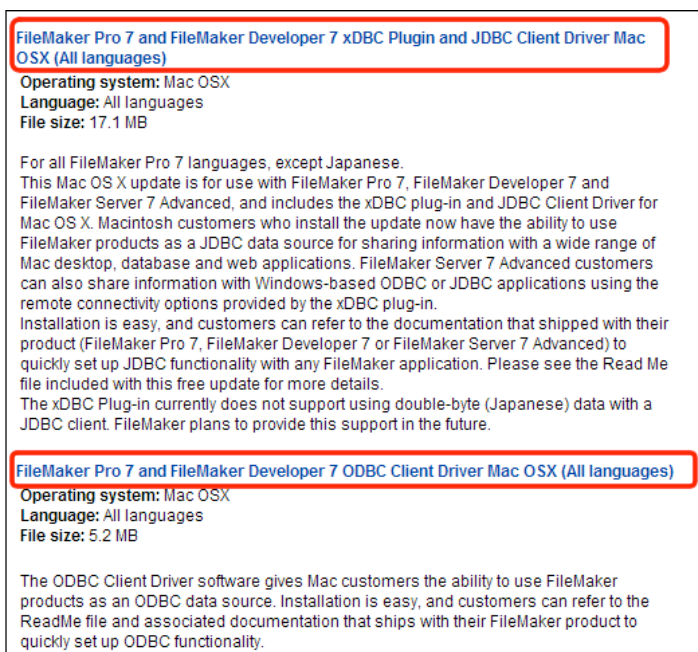 FileMaker Pro 7 and FileMaker Developer 7 xDBC Plugin and JDBC Client Driver Mac
OSX (All languages)
Operating system: Mac OSX
Language: All languages
File size: 17.1 MB
For all FileMaker Pro 7 languages, except Japanese.
This Mac OS X update is for use with FileMaker Pro 7, FileMaker Developer 7 and
FileMaker Server 7 Advanced, and includes the xDBC plug-in and JDBC Client Driver for
Mac OS X. Macintosh customers who install the update now have the ability to use
FileMaker products as a JDBC data source for sharing information with a wide range of
Mac desktop, database and web applications. FileMaker Server 7 Advanced customers
can also share information with Windows-based ODBC or JDBC applications using the
remote connectivity options provided by the xDBC plug-in.
Installation is easy, and customers can refer to the documentation that shipped with their
product (FileMaker Pro 7, FileMaker Developer 7 or FileMaker Server 7 Advanced) to
quickly set up JDBC functionality with any FileMaker application. Please see the Read Me
file included with this free update for more details.
The xDBC Plug-in currently does not support using double-byte (Japanese) data with a
JDBC client. FileMaker plans to provide this support in the future.
FileMaker Pro 7 and FileMaker Developer 7 ODBC Client Driver Mac OSX (All languages)
Operating system: Mac OSX
Language: All languages
File size: 5.2 MB
The ODBC Client Driver software gives Mac customers the ability to use FileMaker
products as an ODBC data source. Installation is easy, and customers can refer to the
ReadMe file and associated documentation that ships with their FileMaker product to
quickly set up ODBC functionality.